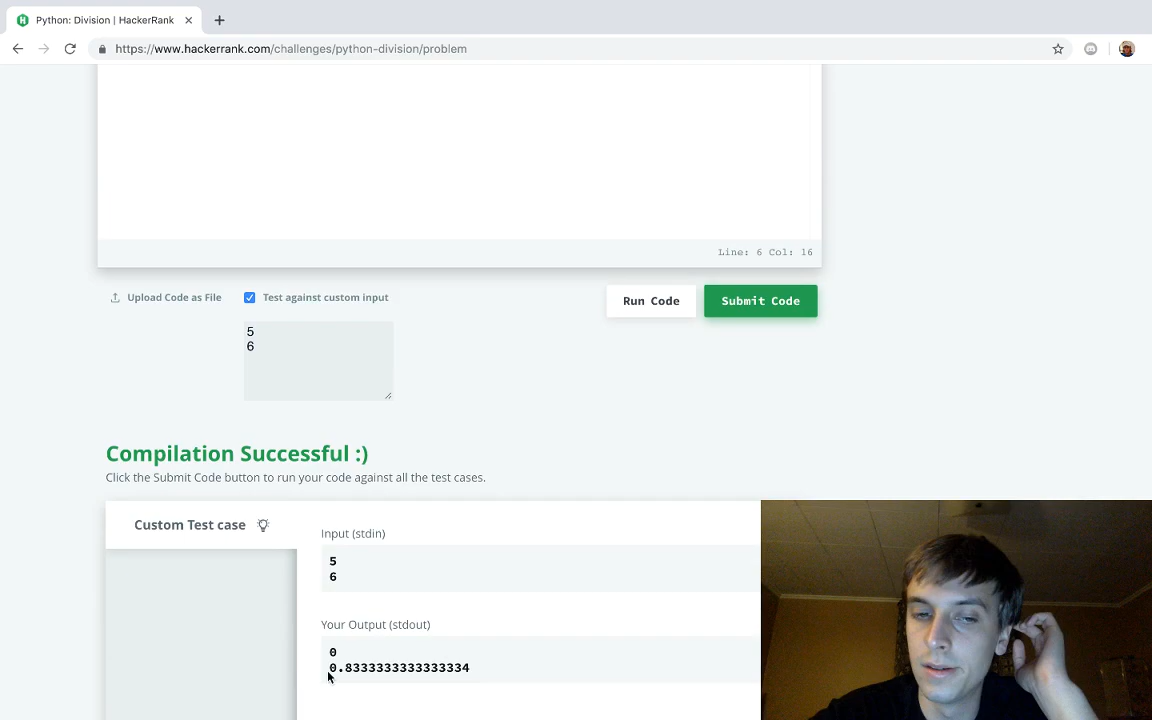 Python: Division | HackerRank
https://www.hackerrank.com/challenges/python-division/problem
Line: 6 Col: 16
Upload Code as File
Test against custom input
Run Code
Submit Code
5
6
Compilation Successful :)
Click the Submit Code button to run your code against all the test cases.
Custom Test case
Input (stdin)
5
6
Your Output (stdout)
0
0.8333333333333334